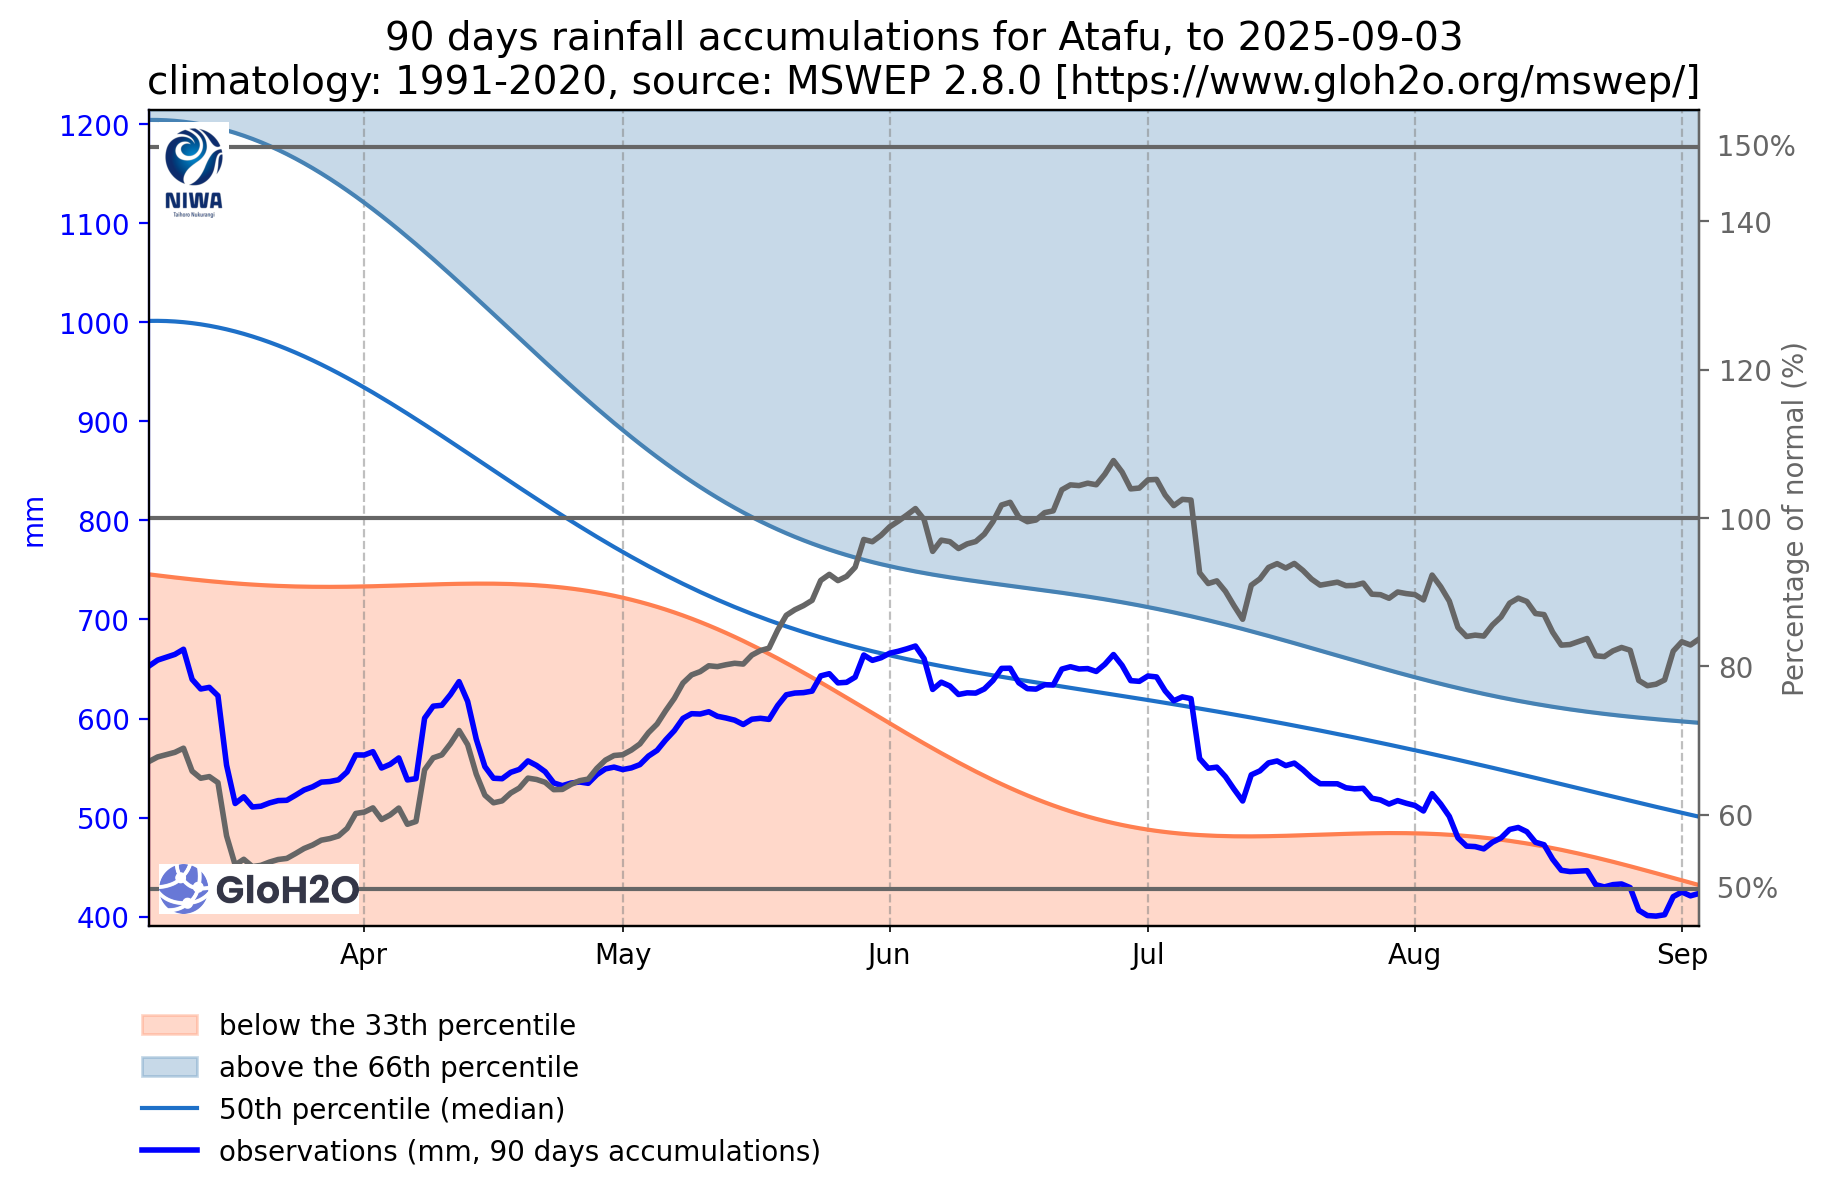 90 days rainfall accumulations for Atafu, to 2025-09-03
climatology: 1991-2020, source: MSWEP 2.8.0 [https://www.gloh2o.org/mswep/]
1200
1100
1000
900
800
700
600
500
400
mm
150%
140
120
100
80
60
50%
Percentage of normal (%)
NIWA
Taihoro Nukurangi
GloH2O
Apr
May
Jun
Jul
Aug
Sep
below the 33th percentile
above the 66th percentile
50th percentile (median)
observations (mm, 90 days accumulations)